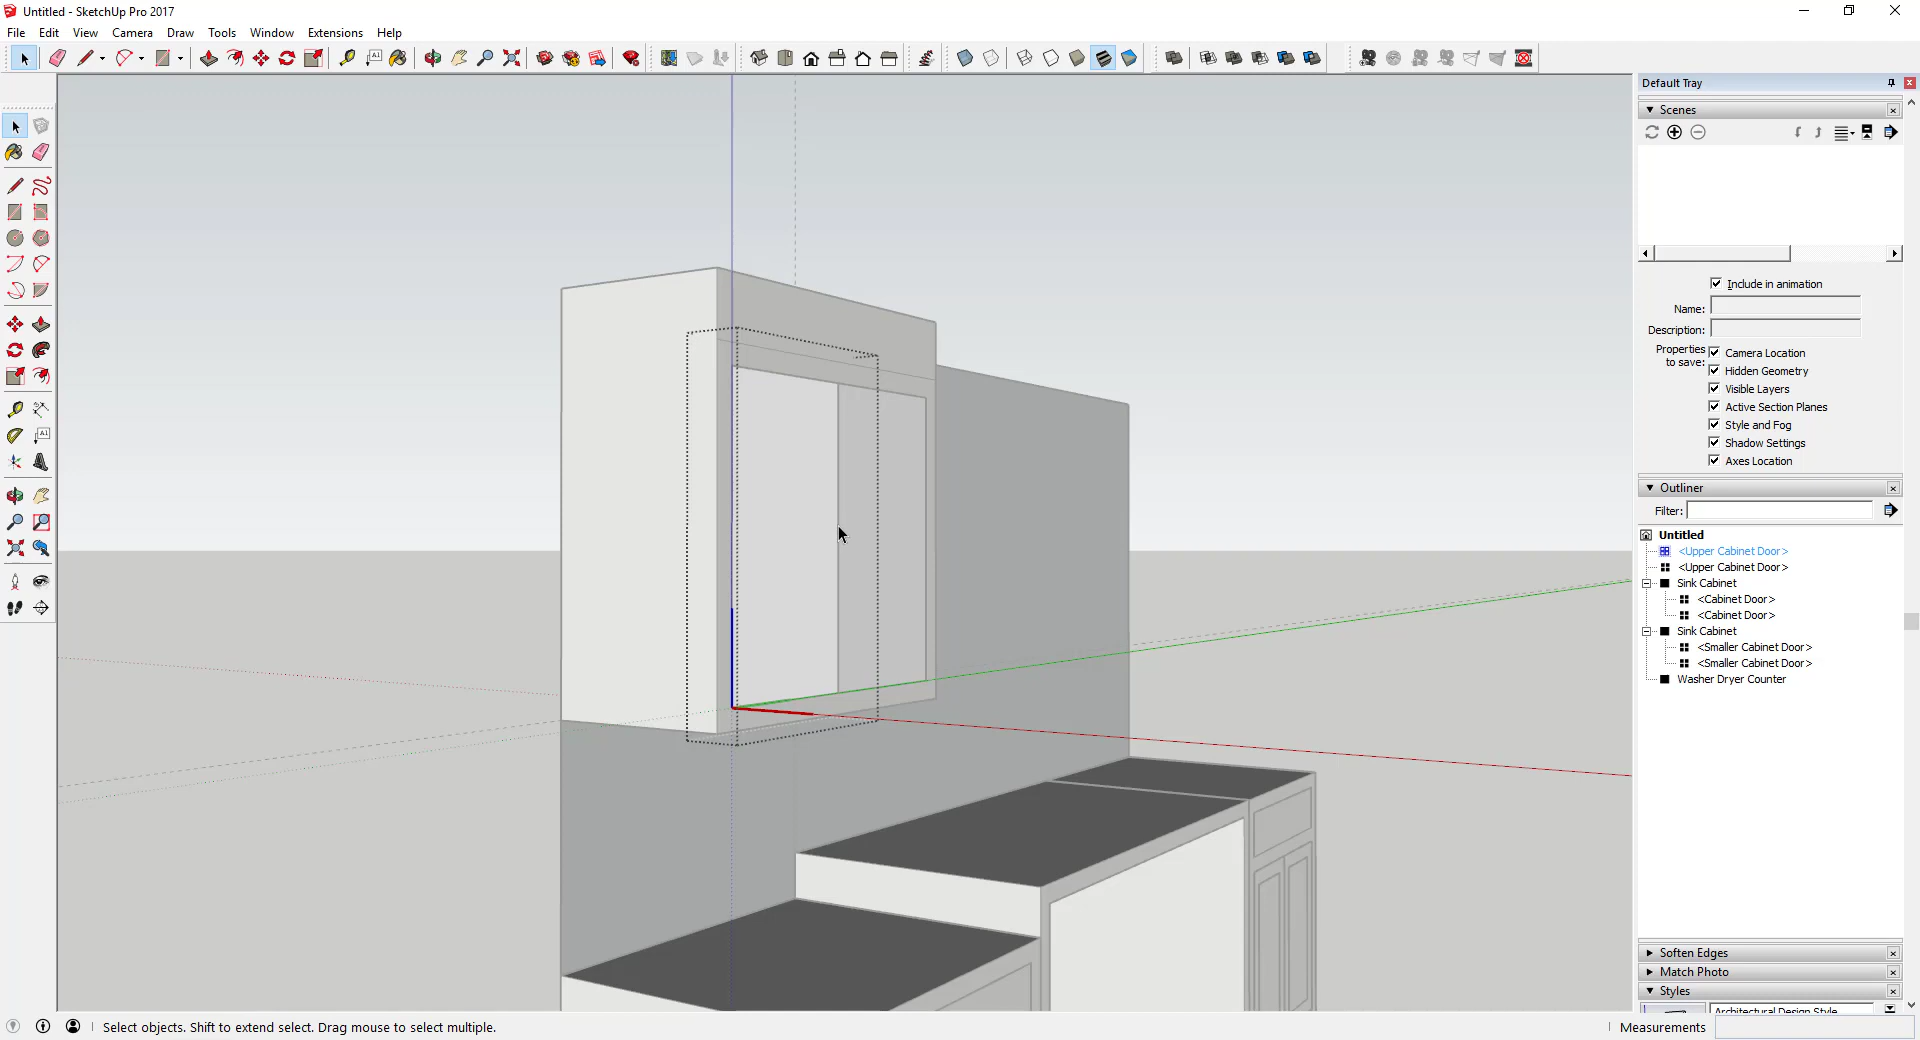 Untitled - SketchUp Pro 2017
File Edit View Camera Draw Tools Window Extensions Help
Default Tray
Scenes
Include in animation
Name:
Description:
Properties
to save:
Camera Location
Hidden Geometry
Visible Layers
Active Section Planes
Style and Fog
Shadow Settings
Axes Location
Outliner
Filter:
Untitled
<Upper Cabinet Door>
<Upper Cabinet Door>
Sink Cabinet
<Cabinet Door>
<Cabinet Door>
Sink Cabinet
<Smaller Cabinet Door>
<Smaller Cabinet Door>
Washer Dryer Counter
Soften Edges
Match Photo
Styles
Architectural Design Style
Select objects. Shift to extend select. Drag mouse to select multiple.
Measurements